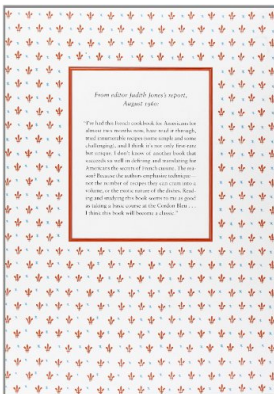 From editor Judith Jones's report,
August 1960:
"I've had this French cookbook for Americans for
almost two months now, have read it through,
tried innumerable recipes (some simple and some
challenging), and I think it's not only first-rate
but unique. I don't know of another book that
succeeds so well in defining and translating for
Americans the secrets of French cuisine. The rea-
son? Because the authors emphasize technique—
not the number of recipes they can cram into a
volume, or the exotic nature of the dishes. Read-
ing and studying this book seems to me as good
as taking a basic course at the Cordon Bleu . . .
I think this book will become a classic."